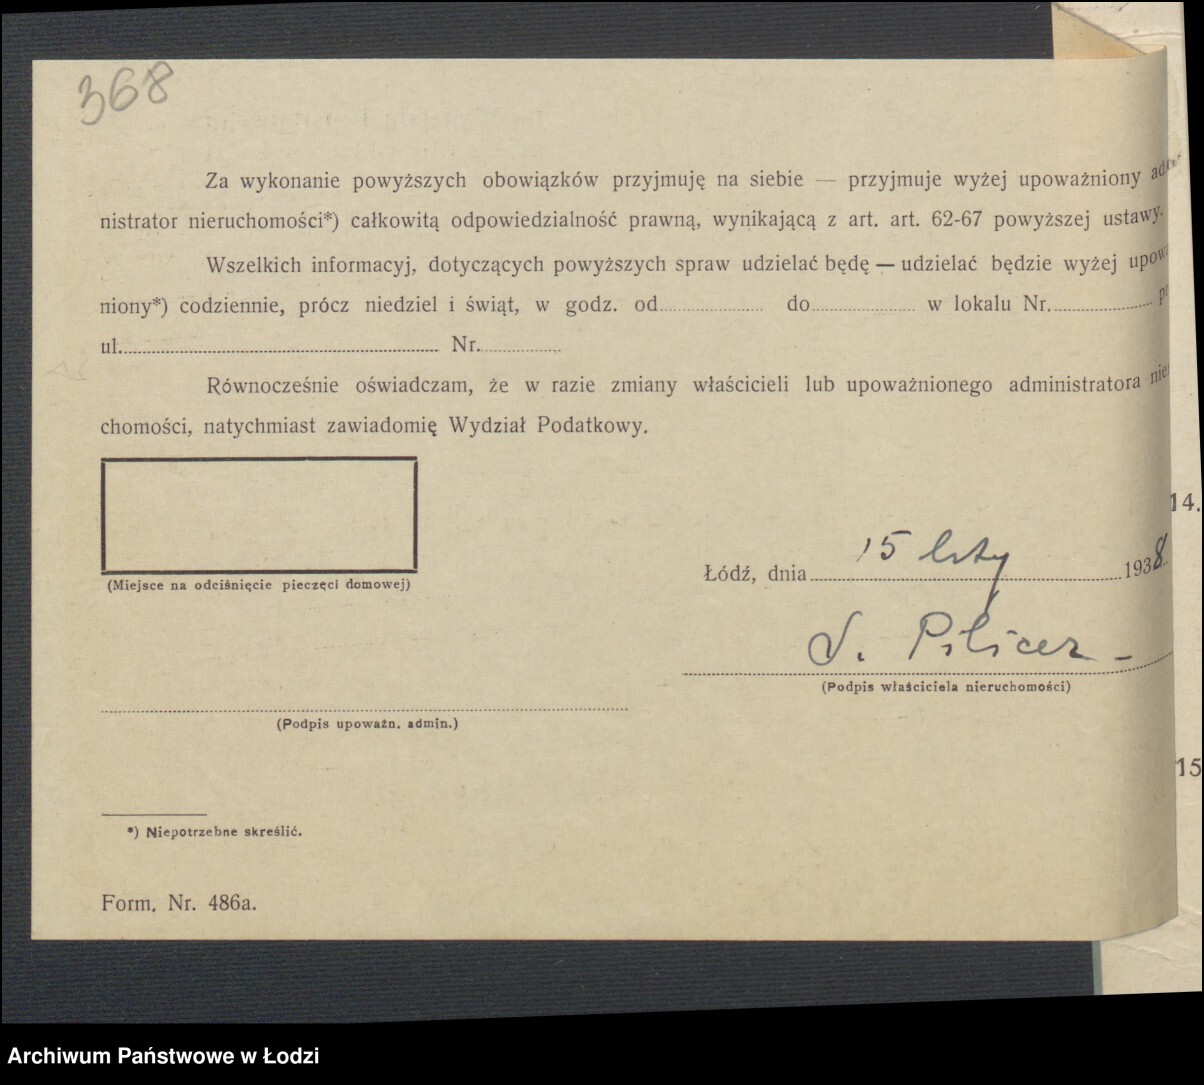 368
Za wykonanie powyższych obowiązków przyjmuję na siebie — przyjmuje wyżej upoważniony
nistrator nieruchomości*) całkowitą odpowiedzialność prawną, wynikającą z art. art. 62-67 powyższej ustawy.
Wszelkich informacyj, dotyczących powyższych spraw udzielać będę — udzielać będzie wyżej
niony*) codziennie, prócz niedziel i świąt, w godz. od do w lokalu Nr.
ul. Nr.
Równocześnie oświadczam, że w razie zmiany właścicieli lub upoważnionego administratora
chomości, natychmiast zawiadomię Wydział Podatkowy.
(Miejsce na odciśnięcie pieczęci domowej)
14.
Łódź, dnia 15 luty 1938
S. Pilicer
(Podpis właściciela nieruchomości)
(Podpis upoważn. admin.)
15
*) Niepotrzebne skreślić.
Form. Nr. 486a.
Archiwum Państwowe w Łodzi